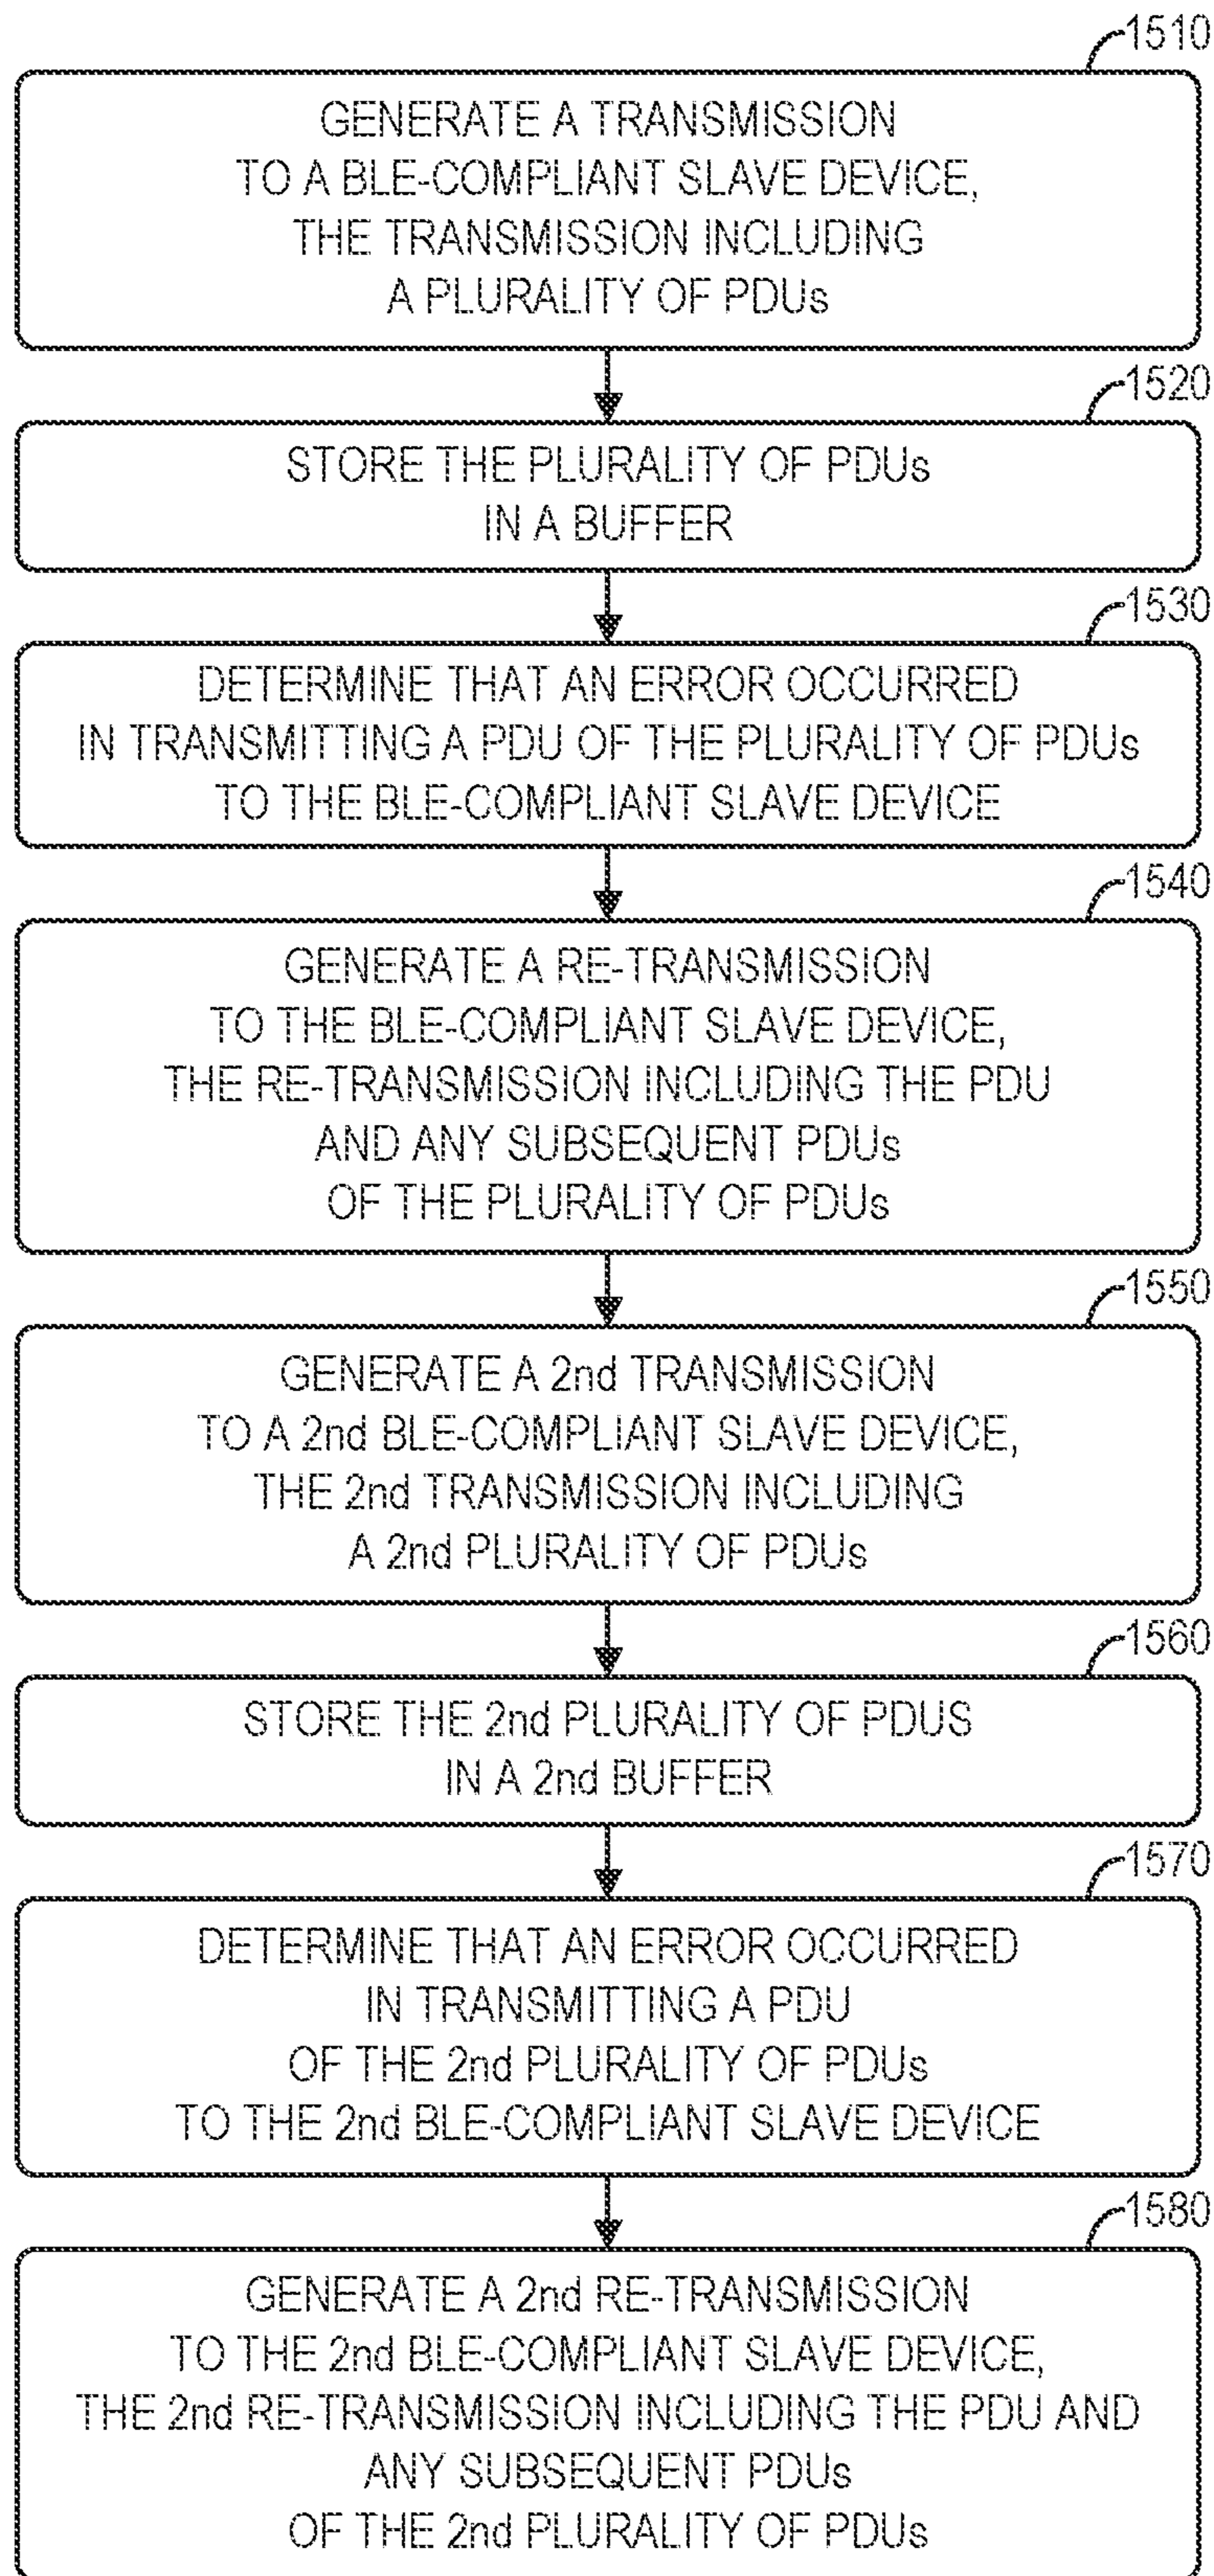 1510
GENERATE A TRANSMISSION
TO A BLE-COMPLIANT SLAVE DEVICE,
THE TRANSMISSION INCLUDING
A PLURALITY OF PDUs
1520
STORE THE PLURALITY OF PDUs
IN A BUFFER
1530
DETERMINE THAT AN ERROR OCCURRED
IN TRANSMITTING A PDU OF THE PLURALITY OF PDUs
TO THE BLE-COMPLIANT SLAVE DEVICE
1540
GENERATE A RE-TRANSMISSION
TO THE BLE-COMPLIANT SLAVE DEVICE,
THE RE-TRANSMISSION INCLUDING THE PDU
AND ANY SUBSEQUENT PDUs
OF THE PLURALITY OF PDUs
1550
GENERATE A 2nd TRANSMISSION
TO A 2nd BLE-COMPLIANT SLAVE DEVICE,
THE 2nd TRANSMISSION INCLUDING
A 2nd PLURALITY OF PDUs
1560
STORE THE 2nd PLURALITY OF PDUS
IN A 2nd BUFFER
1570
DETERMINE THAT AN ERROR OCCURRED
IN TRANSMITTING A PDU
OF THE 2nd PLURALITY OF PDUs
TO THE 2nd BLE-COMPLIANT SLAVE DEVICE
1580
GENERATE A 2nd RE-TRANSMISSION
TO THE 2nd BLE-COMPLIANT SLAVE DEVICE,
THE 2nd RE-TRANSMISSION INCLUDING THE PDU AND
ANY SUBSEQUENT PDUs
OF THE 2nd PLURALITY OF PDUs